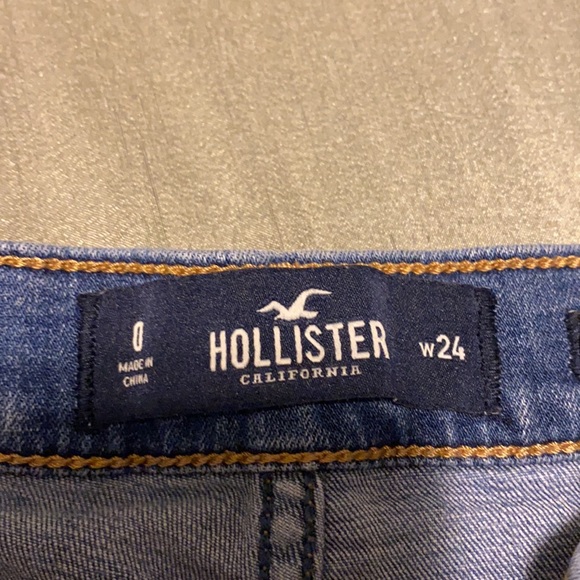 0
MADE IN
CHINA
HOLLISTER
CALIFORNIA
W24